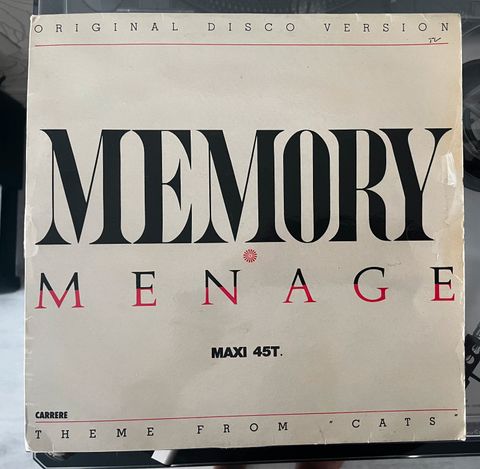 ORIGINAL DISCO VERSION
TV
MEMORY
MENAGE
MAXI 45T.
CARRERE
THEME FROM "CATS"